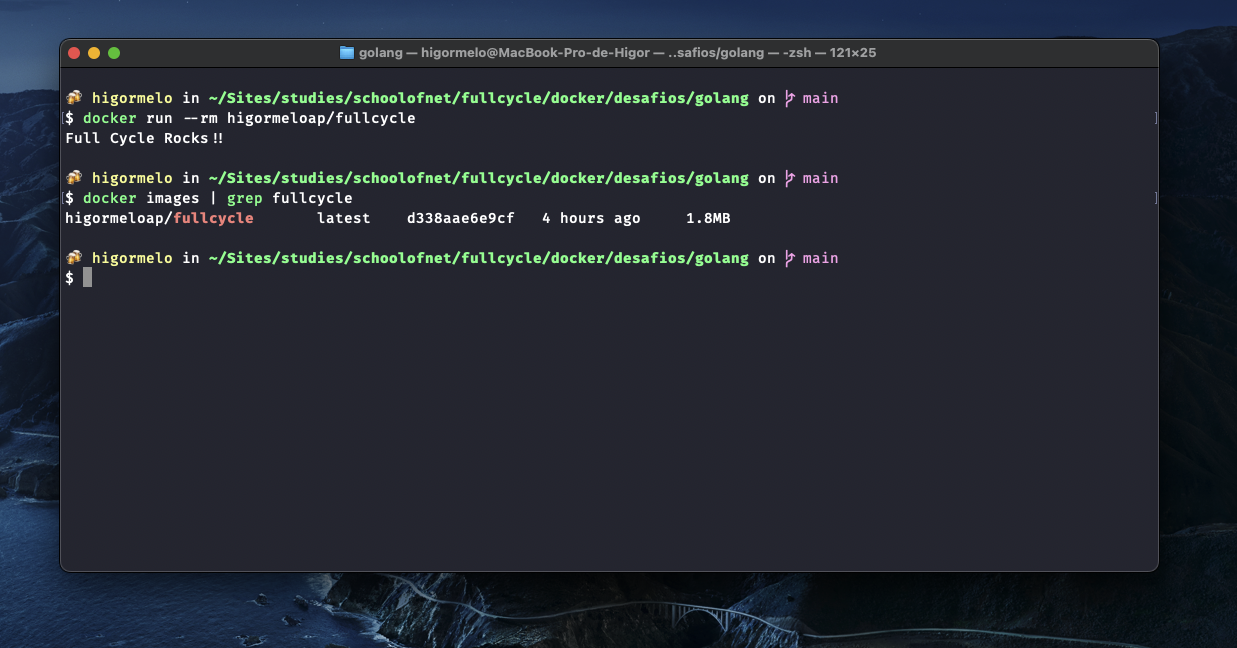 golang — higormelo@MacBook-Pro-de-Higor — ..safios/golang — -zsh — 121×25
🍻 higormelo in ~/Sites/studies/schoolofnet/fullcycle/docker/desafios/golang on main
$ docker run --rm higormeloap/fullcycle
Full Cycle Rocks!!
🍻 higormelo in ~/Sites/studies/schoolofnet/fullcycle/docker/desafios/golang on main
$ docker images | grep fullcycle
higormeloap/fullcycle latest d338aae6e9cf 4 hours ago 1.8MB
🍻 higormelo in ~/Sites/studies/schoolofnet/fullcycle/docker/desafios/golang on main
$